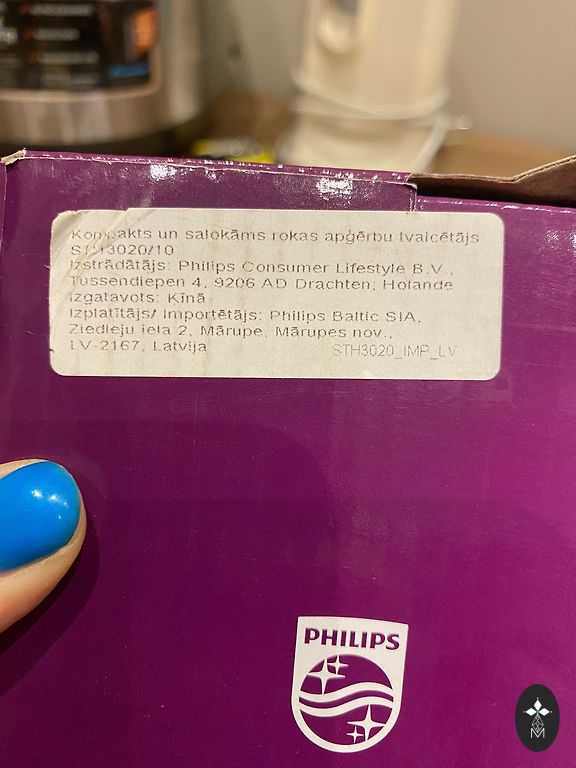 Kompakts un salokāms rokas apģērbu tvaicētājs
STH3020/10
Izstrādātājs: Philips Consumer Lifestyle B.V.,
Tussendiepen 4, 9206 AD Drachten, Holande
Izgatavots: Ķīnā
Izplatītājs/ Importētājs: Philips Baltic SIA,
Ziedleju iela 2, Mārupe, Mārupes nov.,
LV-2167, Latvija STH3020_IMP_LV
PHILIPS
M